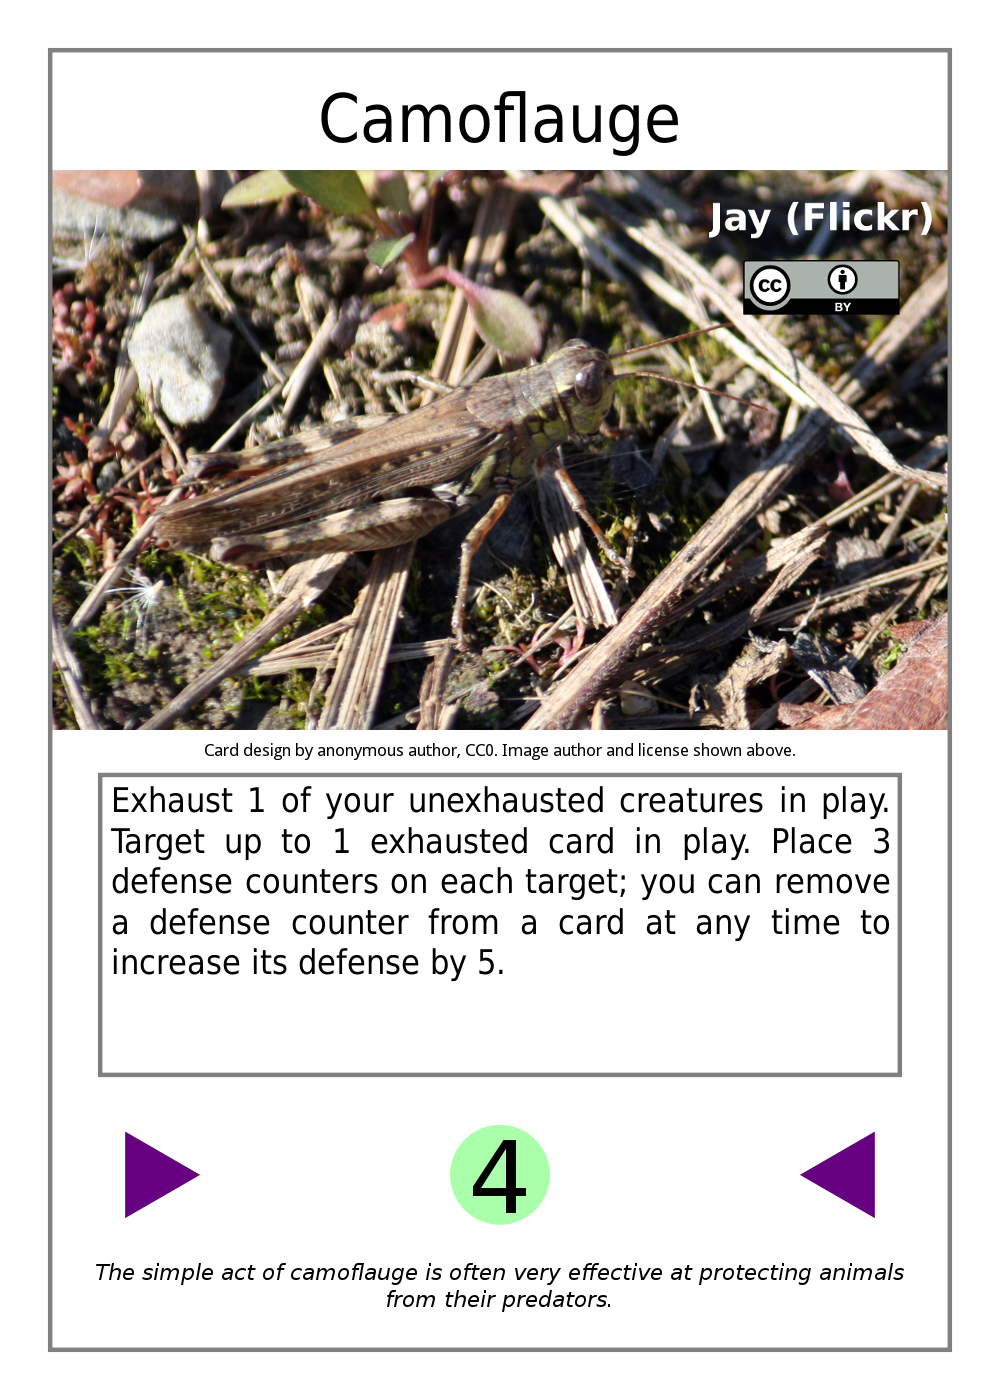 Camoflauge
Jay (Flickr)
cc
BY
Card design by anonymous author, CC0. Image author and license shown above.
Exhaust 1 of your unexhausted creatures in play.
Target up to 1 exhausted card in play. Place 3
defense counters on each target; you can remove
a defense counter from a card at any time to
increase its defense by 5.
4
The simple act of camoflauge is often very effective at protecting animals
from their predators.